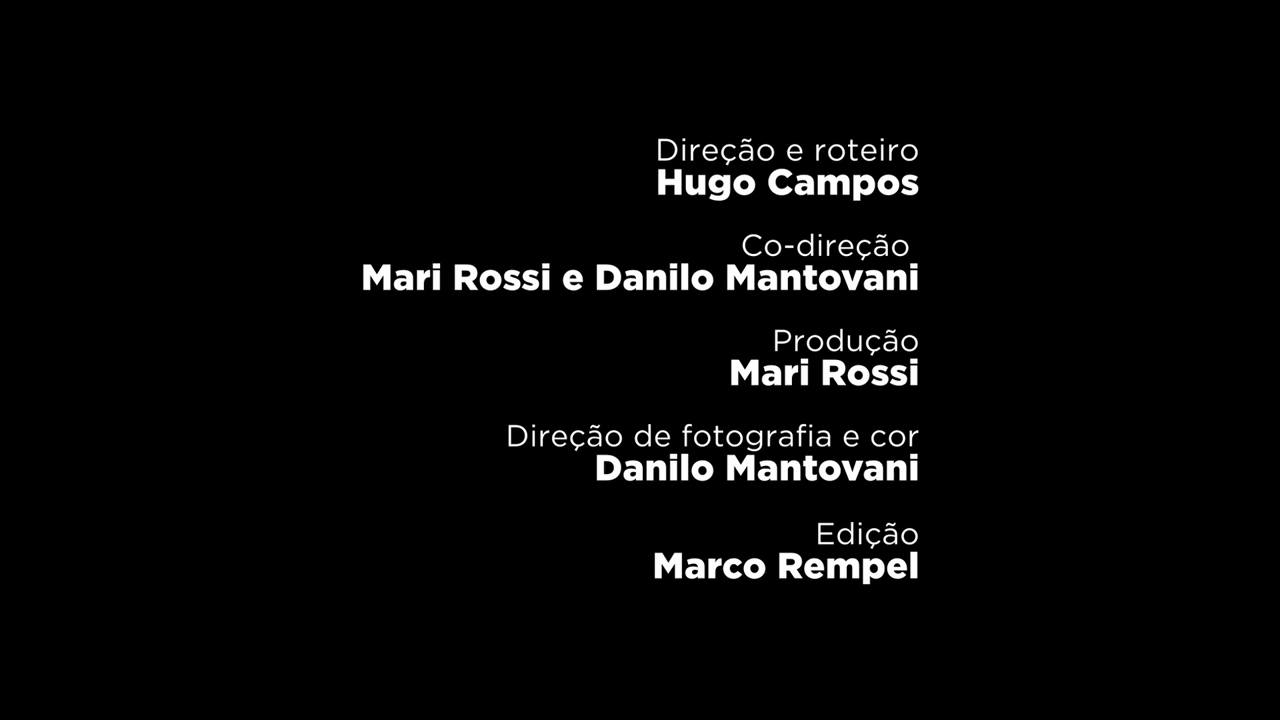 Direção e roteiro
Hugo Campos
Co-direção
Mari Rossi e Danilo Mantovani
Produção
Mari Rossi
Direção de fotografia e cor
Danilo Mantovani
Edição
Marco Rempel